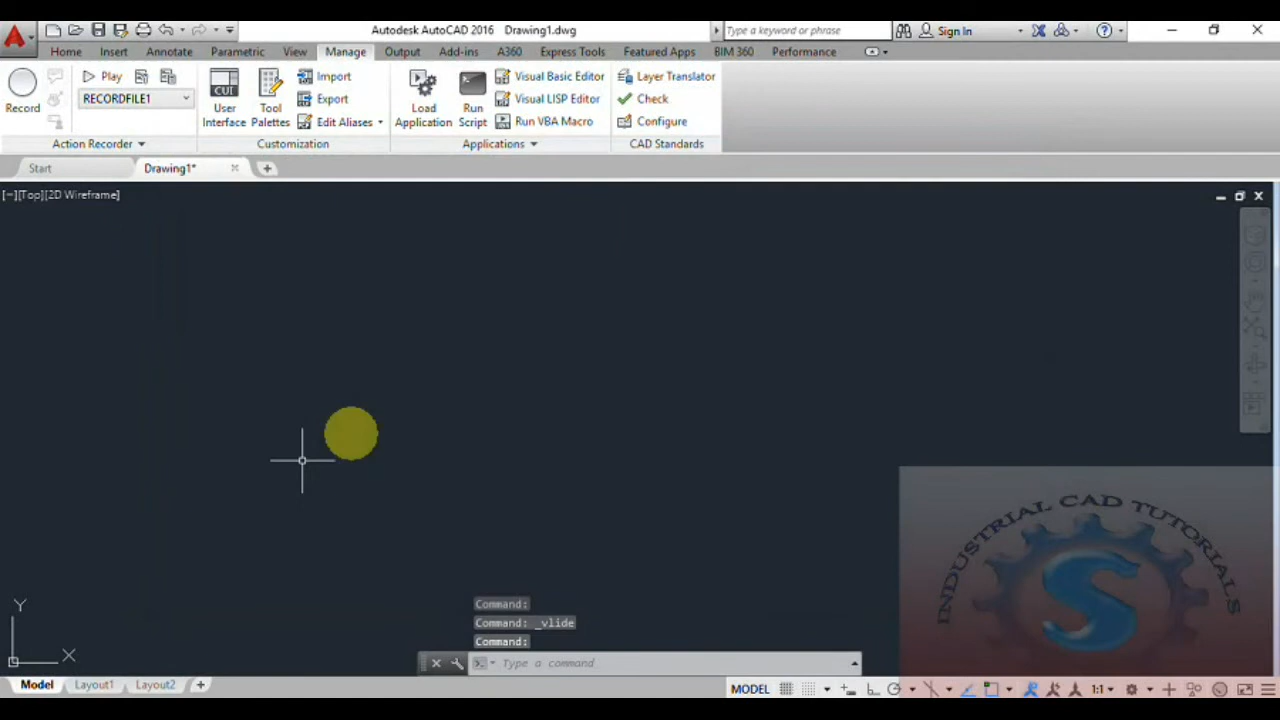 Autodesk AutoCAD 2016 Drawing1.dwg
Type a keyword or phrase
Sign In
Home Insert Annotate Parametric View Manage Output Add-ins A360 Express Tools Featured Apps BIM 360 Performance
Record
Play
RECORDFILE1
Action Recorder
CUI
User
Interface
Tool
Palettes
Import
Export
Edit Aliases
Customization
Load
Application
Run
Script
Visual Basic Editor
Visual LISP Editor
Run VBA Macro
Applications
Layer Translator
Check
Configure
CAD Standards
Start Drawing1*
[−][Top][2D Wireframe]
INDUSTRIAL CAD TUTORIALS
S
Y
X
Command:
Command: _vlide
Command:
Type a command
Model Layout1 Layout2
MODEL
1:1